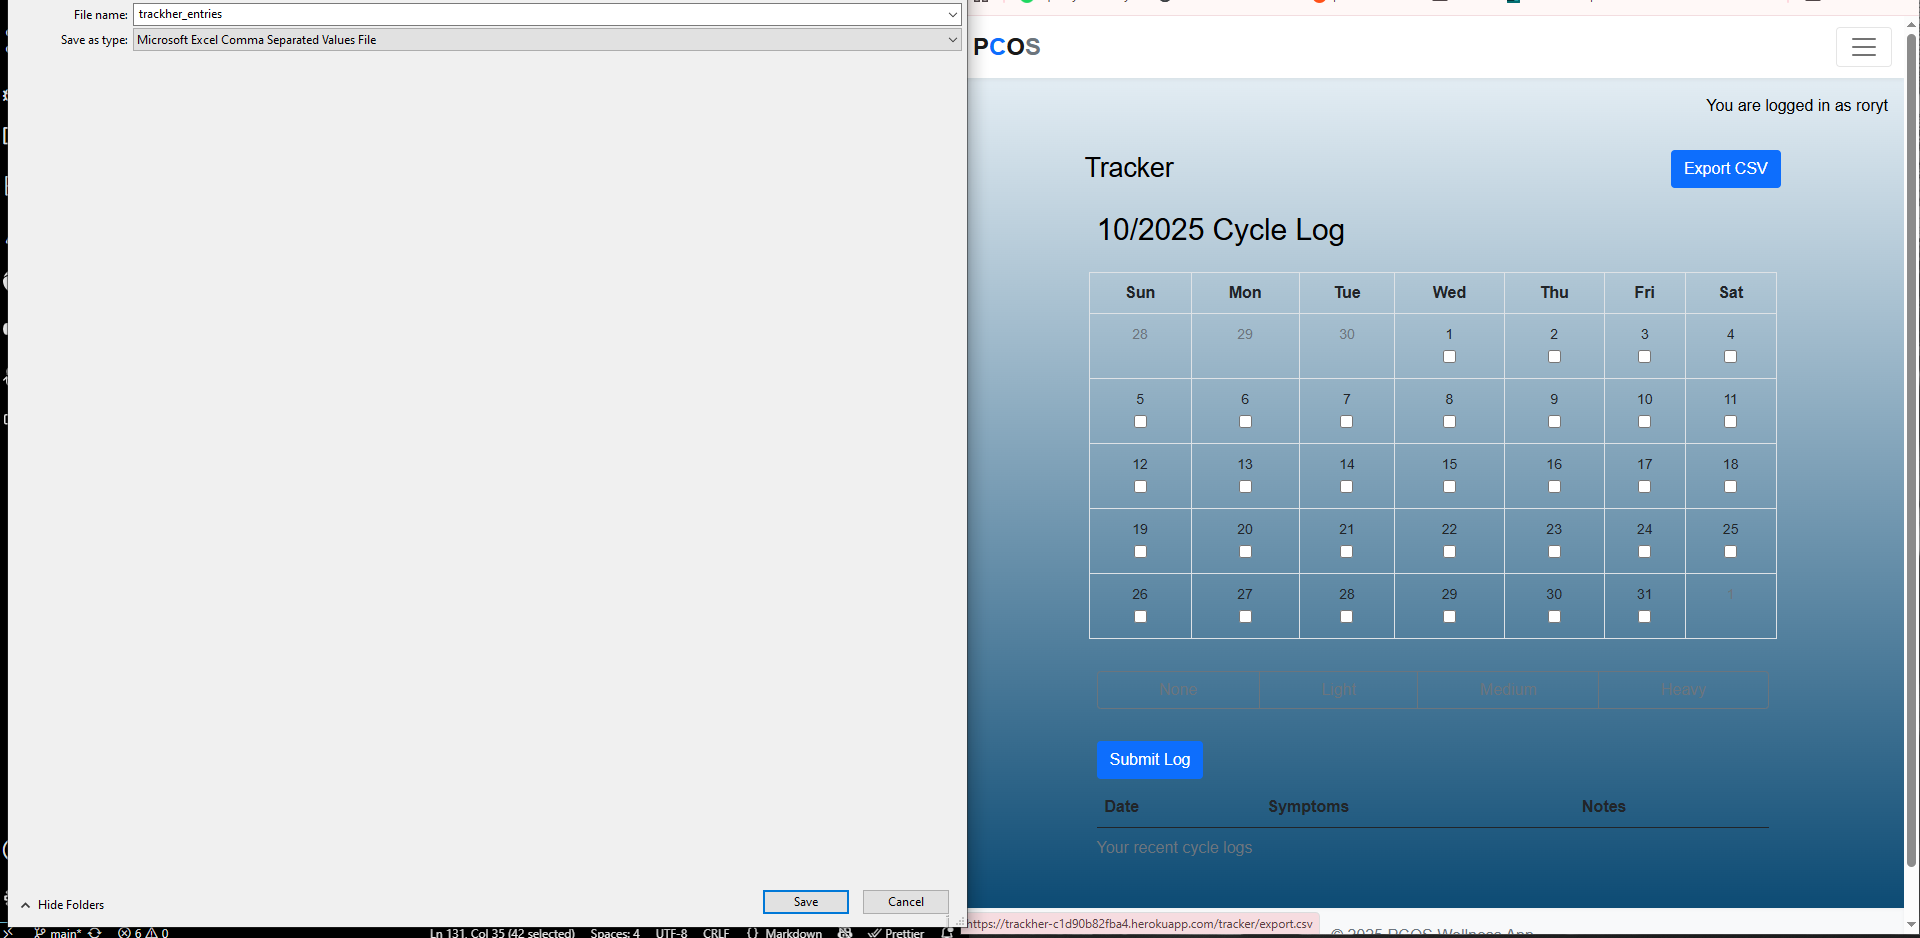 File name: trackher_entries
Save as type: Microsoft Excel Comma Separated Values File
Hide Folders
Save Cancel
main* 6 0 Ln 131, Col 35 (42 selected) Spaces: 4 UTF-8 CRLF {} Markdown Prettier
PCOS
You are logged in as roryt
Tracker
Export CSV
10/2025 Cycle Log
Sun Mon Tue Wed Thu Fri Sat
28 29 30 1 2 3 4
5 6 7 8 9 10 11
12 13 14 15 16 17 18
19 20 21 22 23 24 25
26 27 28 29 30 31 1
None Light Medium Heavy
Submit Log
Date Symptoms Notes
Your recent cycle logs
https://trackher-c1d90b82fba4.herokuapp.com/tracker/export.csv
© 2025 PCOS Wellness App